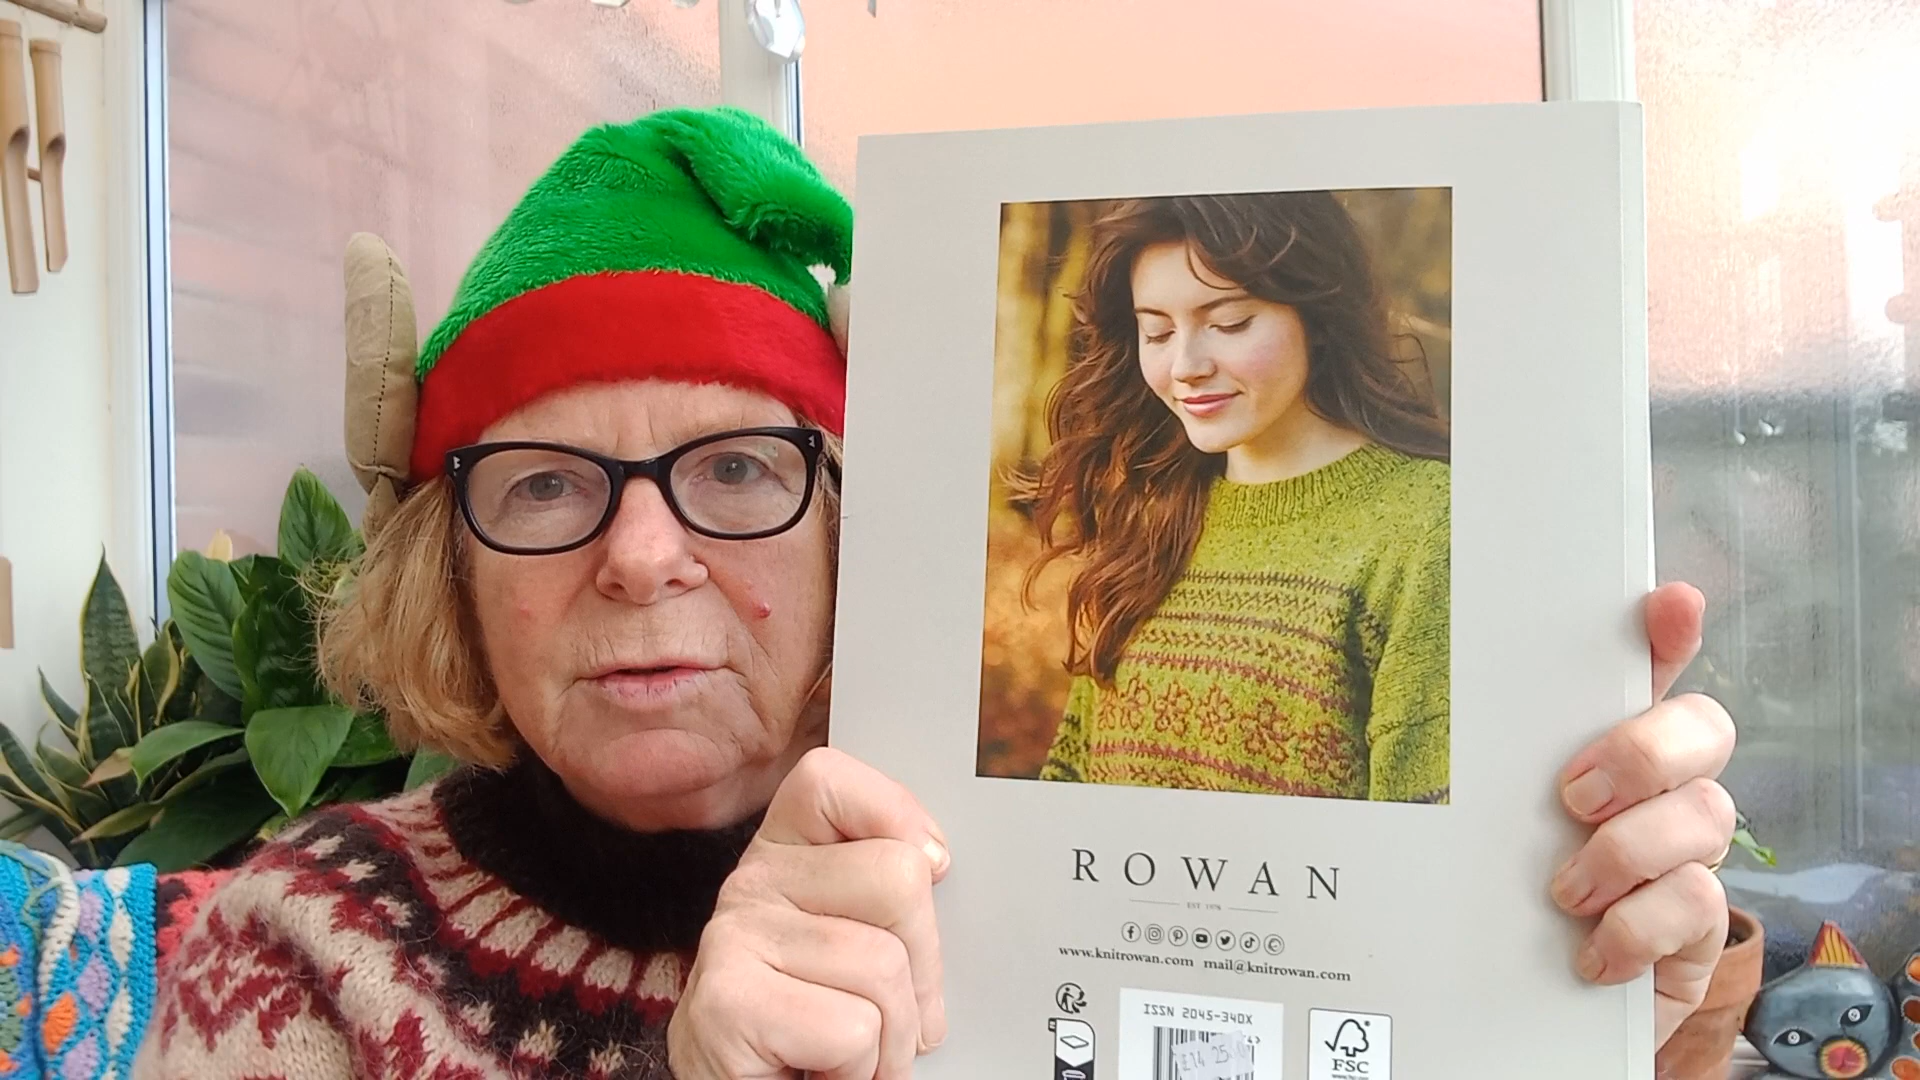 ROWAN
EST 1978
www.knitrowan.com mail@knitrowan.com
ISSN 2045-340X
FSC